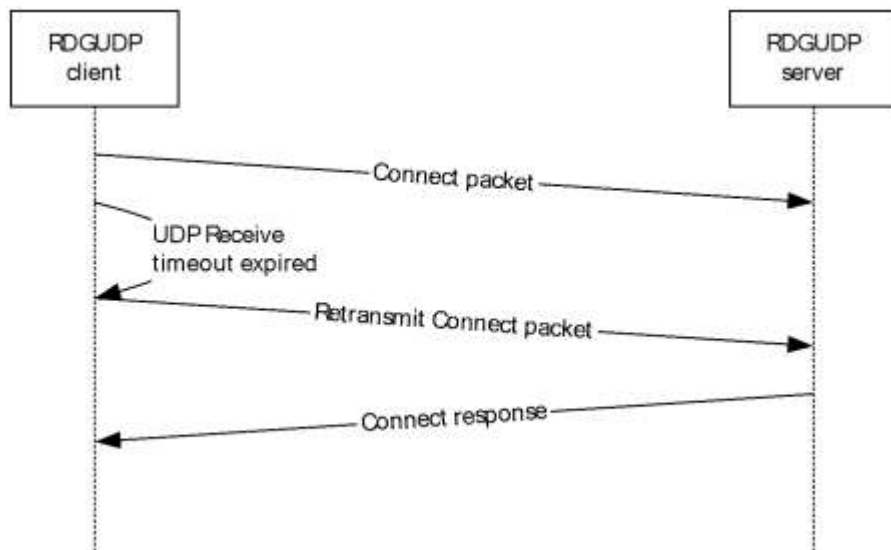 RDGUDP
client
RDGUDP
server
Connect packet
UDP Receive
timeout expired
Retransmit Connect packet
Connect response